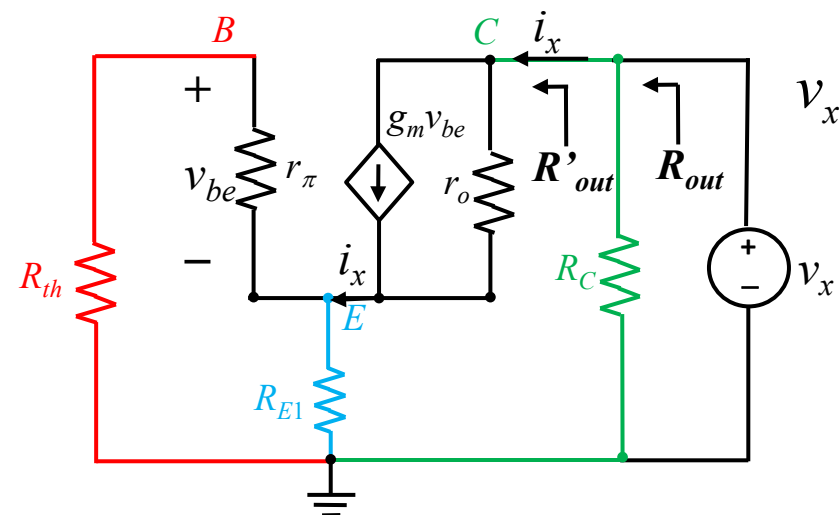 B
C
i_x
v_x
+
g_m v_be
v_be
r_π
r_o
R'_out
R_out
−
R_th
i_x
E
R_C
+
−
v_x
R_E1